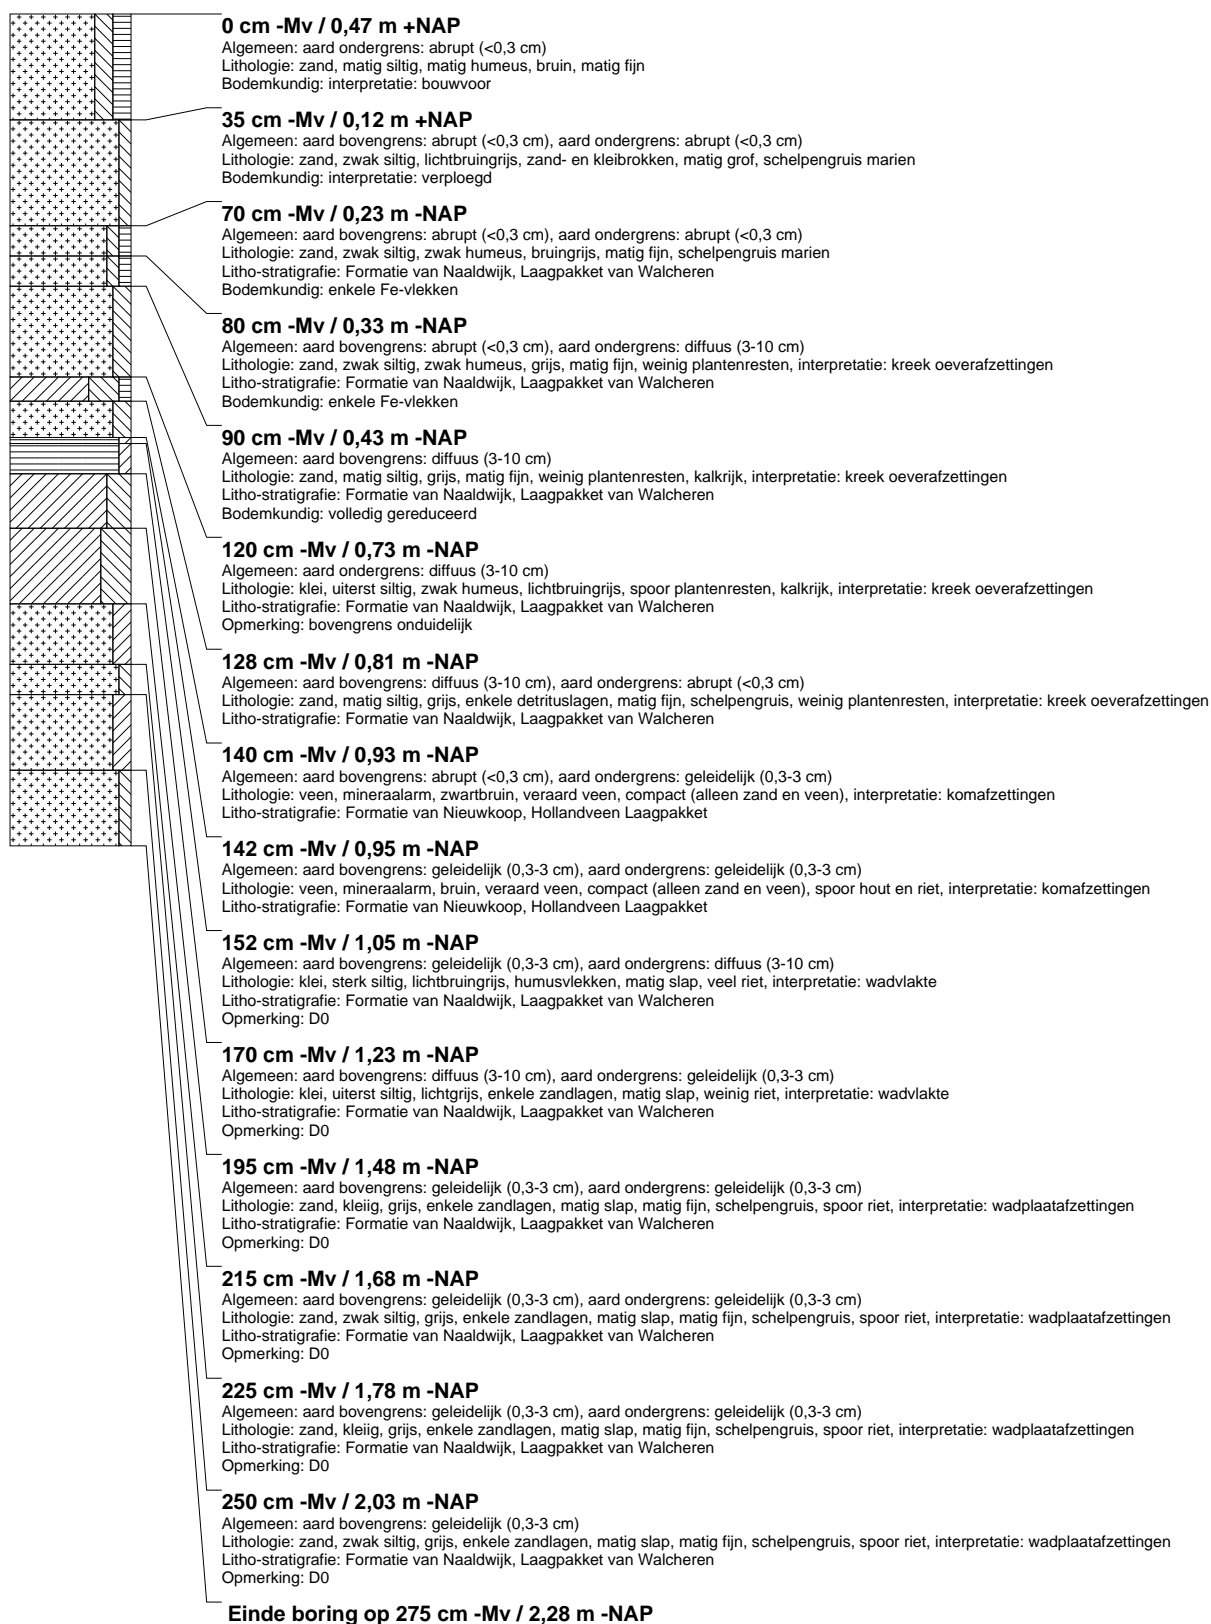 0 cm -Mv / 0,47 m +NAP
Algemeen: aard ondergrens: abrupt (<0,3 cm)
Lithologie: zand, matig siltig, matig humeus, bruin, matig fijn
Bodemkundig: interpretatie: bouwvoor
35 cm -Mv / 0,12 m +NAP
Algemeen: aard bovengrens: abrupt (<0,3 cm), aard ondergrens: abrupt (<0,3 cm)
Lithologie: zand, zwak siltig, lichtbruingrijs, zand- en kleibrokken, matig grof, schelpengruis marien
Bodemkundig: interpretatie: verploegd
70 cm -Mv / 0,23 m -NAP
Algemeen: aard bovengrens: abrupt (<0,3 cm), aard ondergrens: abrupt (<0,3 cm)
Lithologie: zand, zwak siltig, zwak humeus, bruingrijs, matig fijn, schelpengruis marien
Litho-stratigrafie: Formatie van Naaldwijk, Laagpakket van Walcheren
Bodemkundig: enkele Fe-vlekken
80 cm -Mv / 0,33 m -NAP
Algemeen: aard bovengrens: abrupt (<0,3 cm), aard ondergrens: diffuus (3-10 cm)
Lithologie: zand, zwak siltig, zwak humeus, grijs, matig fijn, weinig plantenresten, interpretatie: kreek oeverafzettingen
Litho-stratigrafie: Formatie van Naaldwijk, Laagpakket van Walcheren
Bodemkundig: enkele Fe-vlekken
90 cm -Mv / 0,43 m -NAP
Algemeen: aard bovengrens: diffuus (3-10 cm)
Lithologie: zand, matig siltig, grijs, matig fijn, weinig plantenresten, kalkrijk, interpretatie: kreek oeverafzettingen
Litho-stratigrafie: Formatie van Naaldwijk, Laagpakket van Walcheren
Bodemkundig: volledig gereduceerd
120 cm -Mv / 0,73 m -NAP
Algemeen: aard ondergrens: diffuus (3-10 cm)
Lithologie: klei, uiterst siltig, zwak humeus, lichtbruingrijs, spoor plantenresten, kalkrijk, interpretatie: kreek oeverafzettingen
Litho-stratigrafie: Formatie van Naaldwijk, Laagpakket van Walcheren
Opmerking: bovengrens onduidelijk
128 cm -Mv / 0,81 m -NAP
Algemeen: aard bovengrens: diffuus (3-10 cm), aard ondergrens: abrupt (<0,3 cm)
Lithologie: zand, matig siltig, grijs, enkele detrituslagen, matig fijn, schelpengruis, weinig plantenresten, interpretatie: kreek oeverafzettingen
Litho-stratigrafie: Formatie van Naaldwijk, Laagpakket van Walcheren
140 cm -Mv / 0,93 m -NAP
Algemeen: aard bovengrens: abrupt (<0,3 cm), aard ondergrens: geleidelijk (0,3-3 cm)
Lithologie: veen, mineraalarm, zwartbruin, veraard veen, compact (alleen zand en veen), interpretatie: komafzettingen
Litho-stratigrafie: Formatie van Nieuwkoop, Hollandveen Laagpakket
142 cm -Mv / 0,95 m -NAP
Algemeen: aard bovengrens: geleidelijk (0,3-3 cm), aard ondergrens: geleidelijk (0,3-3 cm)
Lithologie: veen, mineraalarm, bruin, veraard veen, compact (alleen zand en veen), spoor hout en riet, interpretatie: komafzettingen
Litho-stratigrafie: Formatie van Nieuwkoop, Hollandveen Laagpakket
152 cm -Mv / 1,05 m -NAP
Algemeen: aard bovengrens: geleidelijk (0,3-3 cm), aard ondergrens: diffuus (3-10 cm)
Lithologie: klei, sterk siltig, lichtbruingrijs, humusvlekken, matig slap, veel riet, interpretatie: wadvlakte
Litho-stratigrafie: Formatie van Naaldwijk, Laagpakket van Walcheren
Opmerking: D0
170 cm -Mv / 1,23 m -NAP
Algemeen: aard bovengrens: diffuus (3-10 cm), aard ondergrens: geleidelijk (0,3-3 cm)
Lithologie: klei, uiterst siltig, lichtgrijs, enkele zandlagen, matig slap, weinig riet, interpretatie: wadvlakte
Litho-stratigrafie: Formatie van Naaldwijk, Laagpakket van Walcheren
Opmerking: D0
195 cm -Mv / 1,48 m -NAP
Algemeen: aard bovengrens: geleidelijk (0,3-3 cm), aard ondergrens: geleidelijk (0,3-3 cm)
Lithologie: zand, kleiig, grijs, enkele zandlagen, matig slap, matig fijn, schelpengruis, spoor riet, interpretatie: wadplaatafzettingen
Litho-stratigrafie: Formatie van Naaldwijk, Laagpakket van Walcheren
Opmerking: D0
215 cm -Mv / 1,68 m -NAP
Algemeen: aard bovengrens: geleidelijk (0,3-3 cm), aard ondergrens: geleidelijk (0,3-3 cm)
Lithologie: zand, zwak siltig, grijs, enkele zandlagen, matig slap, matig fijn, schelpengruis, spoor riet, interpretatie: wadplaatafzettingen
Litho-stratigrafie: Formatie van Naaldwijk, Laagpakket van Walcheren
Opmerking: D0
225 cm -Mv / 1,78 m -NAP
Algemeen: aard bovengrens: geleidelijk (0,3-3 cm), aard ondergrens: geleidelijk (0,3-3 cm)
Lithologie: zand, kleiig, grijs, enkele zandlagen, matig slap, matig fijn, schelpengruis, spoor riet, interpretatie: wadplaatafzettingen
Litho-stratigrafie: Formatie van Naaldwijk, Laagpakket van Walcheren
Opmerking: D0
250 cm -Mv / 2,03 m -NAP
Algemeen: aard bovengrens: geleidelijk (0,3-3 cm)
Lithologie: zand, zwak siltig, grijs, enkele zandlagen, matig slap, matig fijn, schelpengruis, spoor riet, interpretatie: wadplaatafzettingen
Litho-stratigrafie: Formatie van Naaldwijk, Laagpakket van Walcheren
Opmerking: D0
Einde boring op 275 cm -Mv / 2,28 m -NAP